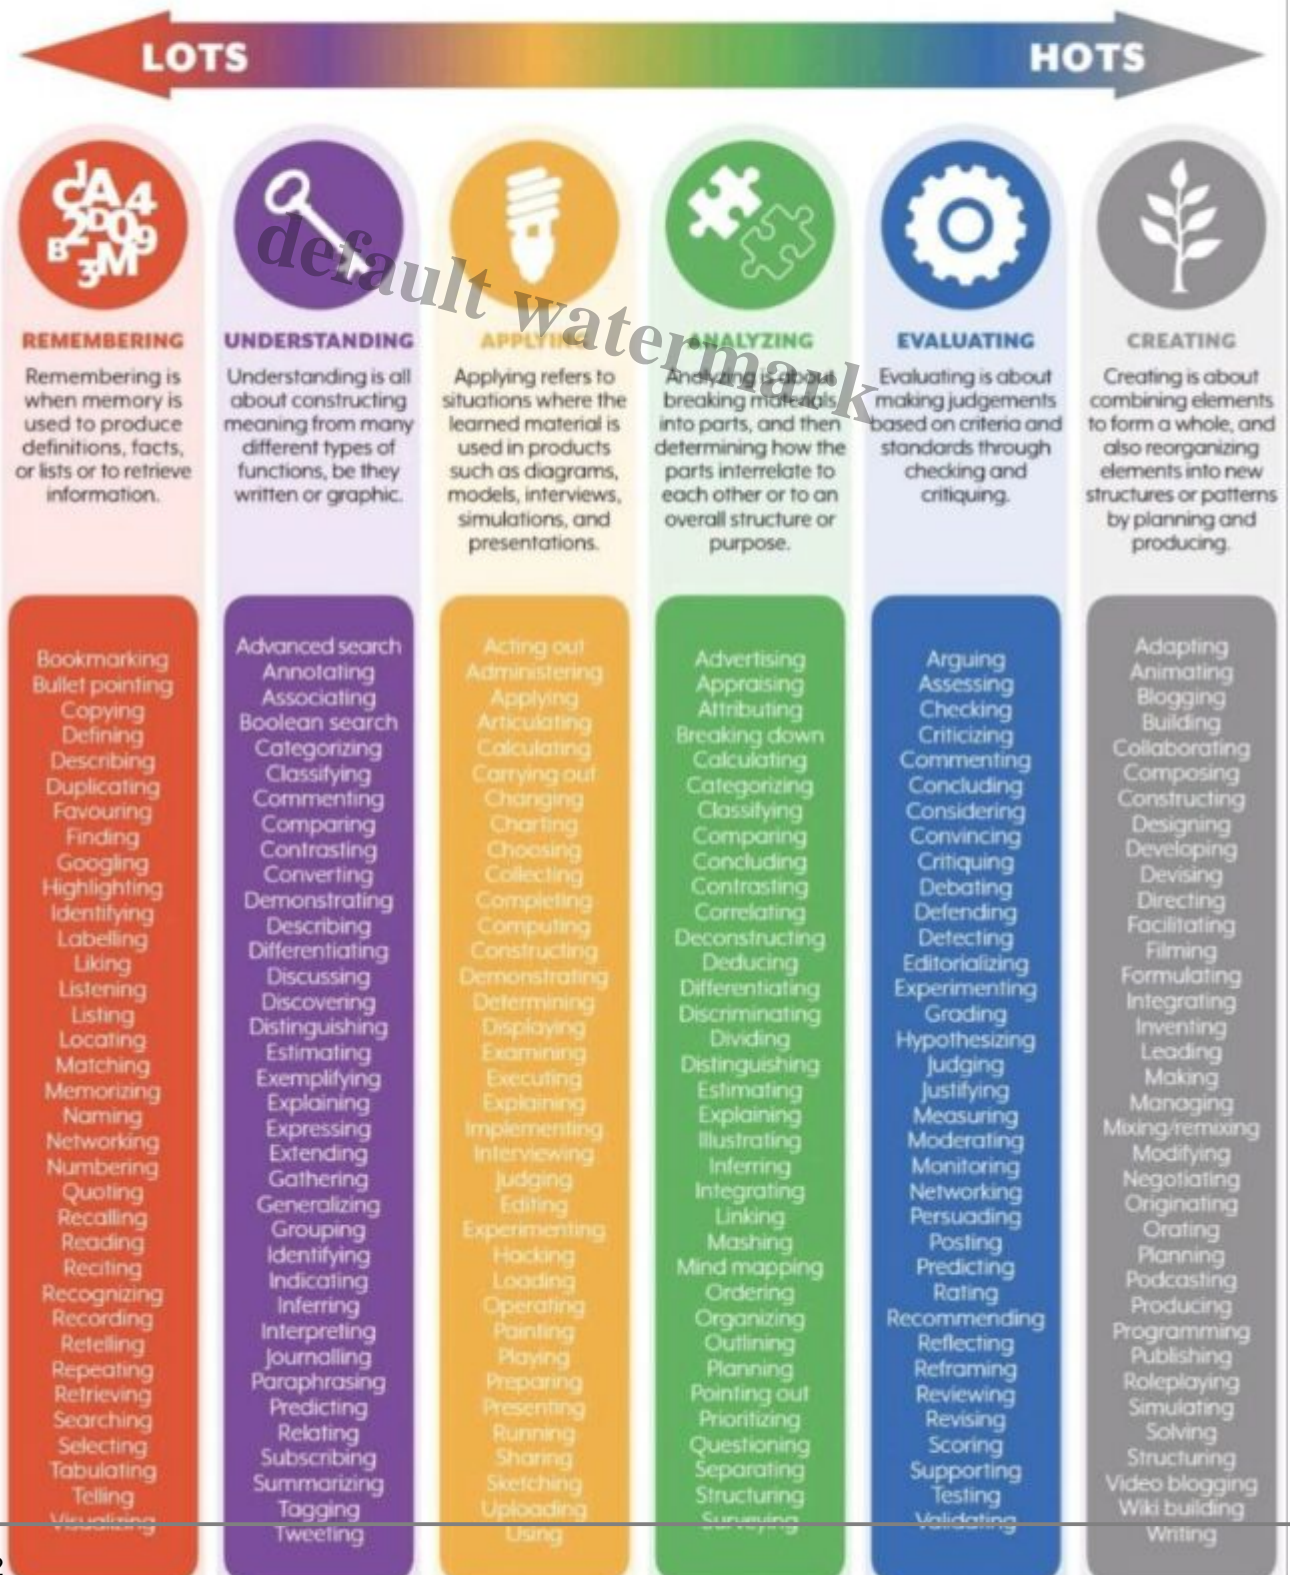 LOTS
HOTS
REMEMBERING
Remembering is
when memory is
used to produce
definitions, facts,
or lists or to retrieve
information.
Bookmarking
Bullet pointing
Copying
Defining
Describing
Duplicating
Favouring
Finding
Googling
Highlighting
Identifying
Labelling
Liking
Listening
Listing
Locating
Matching
Memorizing
Naming
Networking
Numbering
Quoting
Recalling
Reading
Reciting
Recognizing
Recording
Retelling
Repeating
Retrieving
Searching
Selecting
Tabulating
Telling
Visualizing
UNDERSTANDING
Understanding is all
about constructing
meaning from many
different types of
functions, be they
written or graphic.
Advanced search
Annotating
Associating
Boolean search
Categorizing
Classifying
Commenting
Comparing
Contrasting
Converting
Demonstrating
Describing
Differentiating
Discussing
Discovering
Distinguishing
Estimating
Exemplifying
Explaining
Expressing
Extending
Gathering
Generalizing
Grouping
Identifying
Indicating
Inferring
Interpreting
Journalling
Paraphrasing
Predicting
Relating
Subscribing
Summarizing
Tagging
Tweeting
APPLYING
Applying refers to
situations where the
learned material is
used in products
such as diagrams,
models, interviews,
simulations, and
presentations.
Acting out
Administering
Applying
Articulating
Calculating
Carrying out
Changing
Charting
Choosing
Collecting
Completing
Computing
Constructing
Demonstrating
Determining
Displaying
Examining
Executing
Explaining
Implementing
Interviewing
Judging
Editing
Experimenting
Hacking
Loading
Operating
Painting
Playing
Preparing
Presenting
Running
Sharing
Sketching
Uploading
Using
ANALYZING
Analyzing is about
breaking materials
into parts, and then
determining how the
parts interrelate to
each other or to an
overall structure or
purpose.
Advertising
Appraising
Attributing
Breaking down
Calculating
Categorizing
Classifying
Comparing
Concluding
Contrasting
Correlating
Deconstructing
Deducing
Differentiating
Discriminating
Dividing
Distinguishing
Estimating
Explaining
Illustrating
Inferring
Integrating
Linking
Mashing
Mind mapping
Ordering
Organizing
Outlining
Planning
Pointing out
Prioritizing
Questioning
Separating
Structuring
Surveying
EVALUATING
Evaluating is about
making judgements
based on criteria and
standards through
checking and
critiquing.
Arguing
Assessing
Checking
Criticizing
Commenting
Concluding
Considering
Convincing
Critiquing
Debating
Defending
Detecting
Editorializing
Experimenting
Grading
Hypothesizing
Judging
Justifying
Measuring
Moderating
Monitoring
Networking
Persuading
Posting
Predicting
Rating
Recommending
Reflecting
Reframing
Reviewing
Revising
Scoring
Supporting
Testing
Validating
CREATING
Creating is about
combining elements
to form a whole, and
also reorganizing
elements into new
structures or patterns
by planning and
producing.
Adapting
Animating
Blogging
Building
Collaborating
Composing
Constructing
Designing
Developing
Devising
Directing
Facilitating
Filming
Formulating
Integrating
Inventing
Leading
Making
Managing
Mixing/remixing
Modifying
Negotiating
Originating
Orating
Planning
Podcasting
Producing
Programming
Publishing
Roleplaying
Simulating
Solving
Structuring
Video blogging
Wiki building
Writing
default watermark